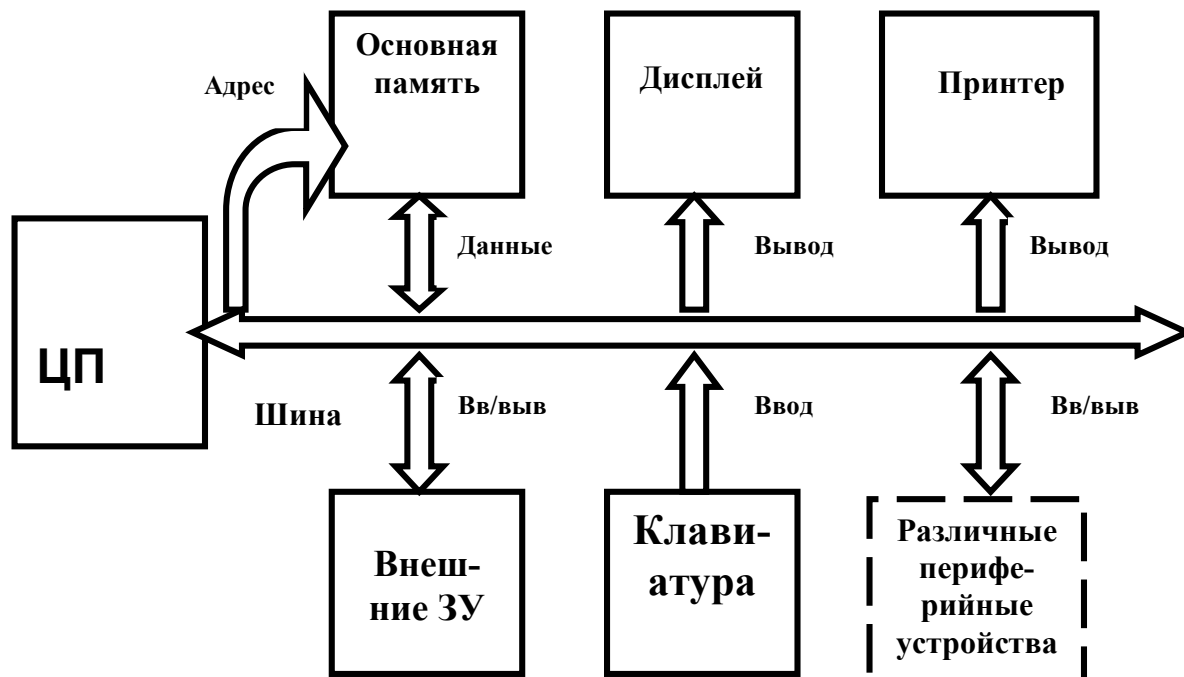 Основная
память
Дисплей
Принтер
Адрес
Данные
Вывод
Вывод
ЦП
Шина
Вв/выв
Ввод
Вв/выв
Внеш-
ние ЗУ
Клави-
атура
Различные
перифе-
рийные
устройства